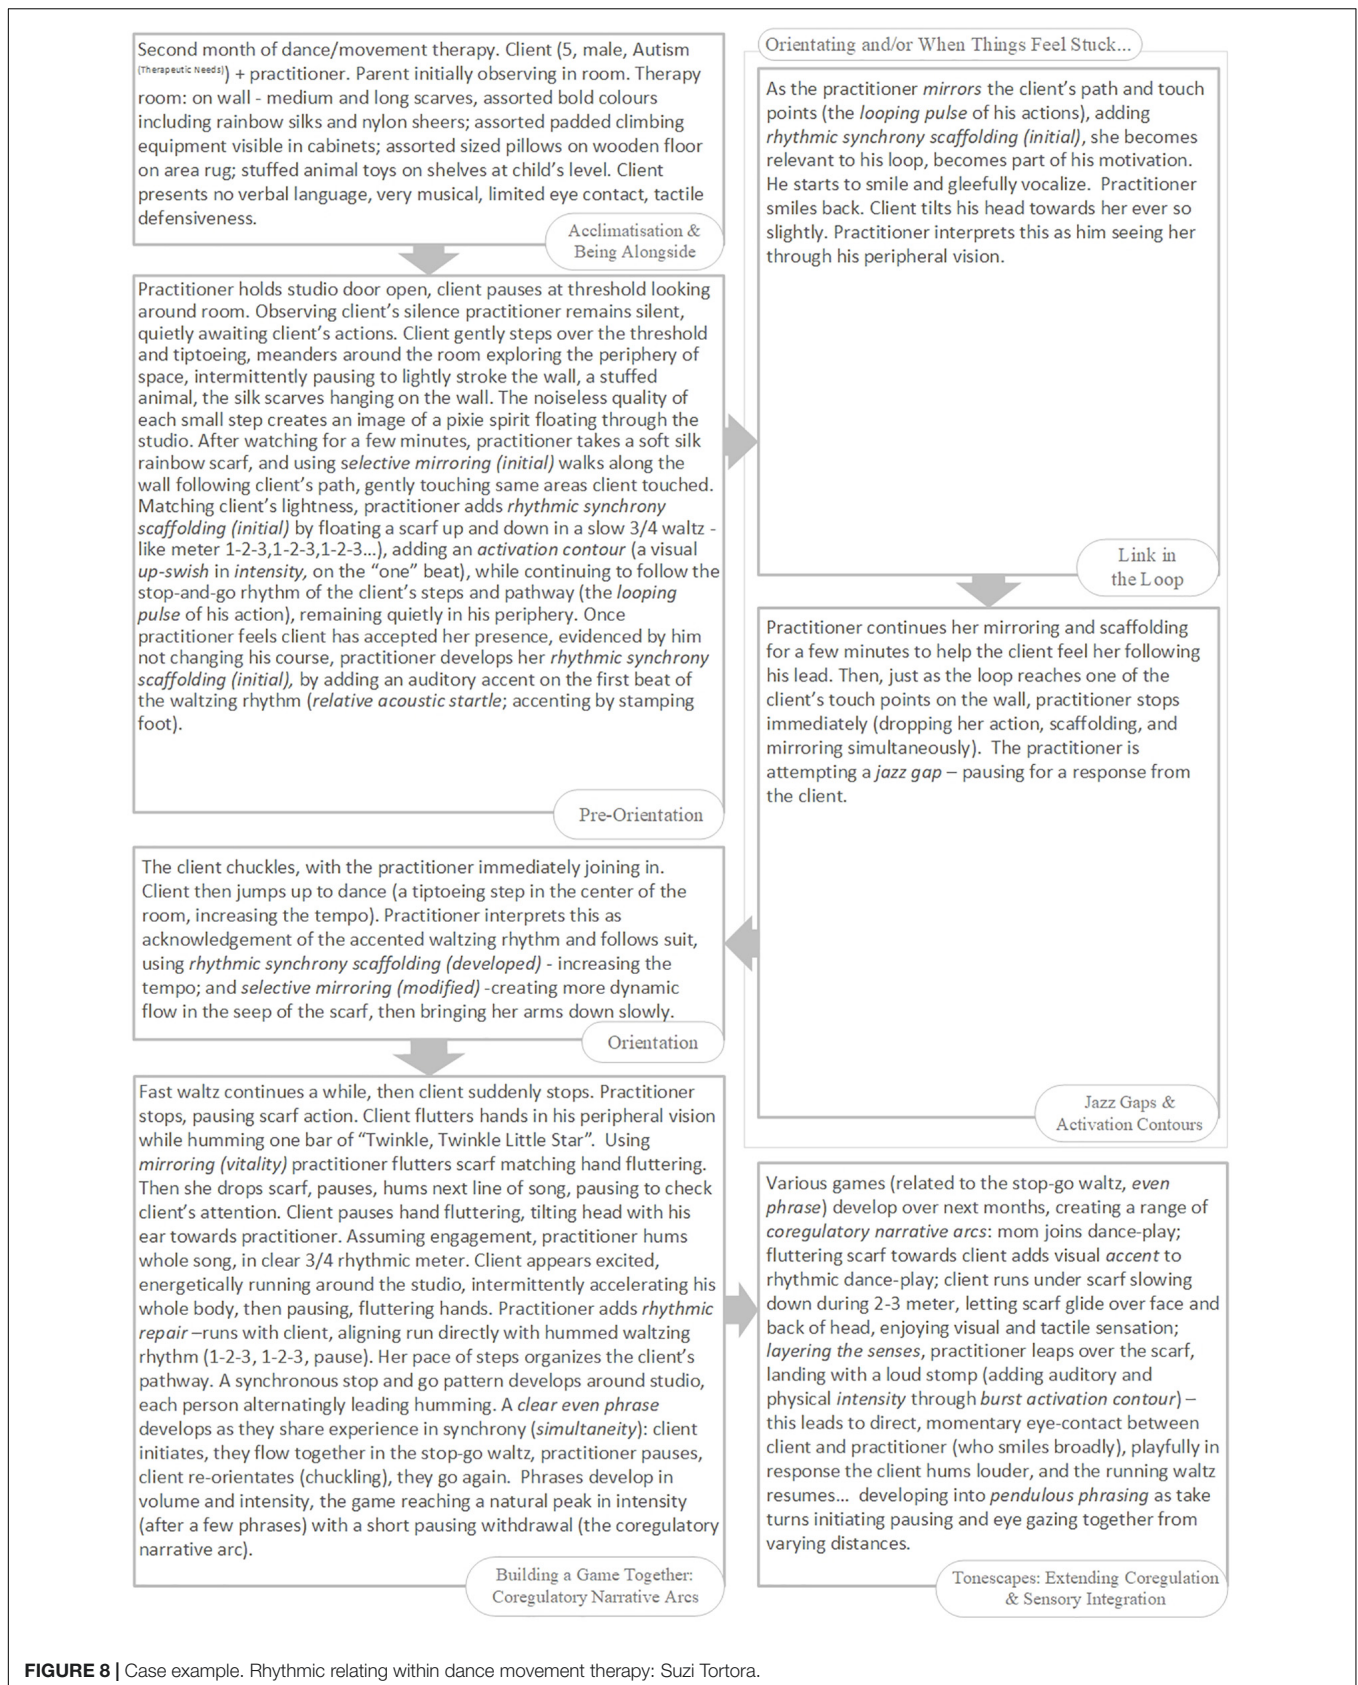 Second month of dance/movement therapy. Client (5, male, Autism
(Therapeutic Needs)) + practitioner. Parent initially observing in room. Therapy
room: on wall - medium and long scarves, assorted bold colours
including rainbow silks and nylon sheers; assorted padded climbing
equipment visible in cabinets; assorted sized pillows on wooden floor
on area rug; stuffed animal toys on shelves at child's level. Client
presents no verbal language, very musical, limited eye contact, tactile
defensiveness.
Acclimatisation &
Being Alongside
Practitioner holds studio door open, client pauses at threshold looking
around room. Observing client's silence practitioner remains silent,
quietly awaiting client's actions. Client gently steps over the threshold
and tiptoeing, meanders around the room exploring the periphery of
space, intermittently pausing to lightly stroke the wall, a stuffed
animal, the silk scarves hanging on the wall. The noiseless quality of
each small step creates an image of a pixie spirit floating through the
studio. After watching for a few minutes, practitioner takes a soft silk
rainbow scarf, and using selective mirroring (initial) walks along the
wall following client's path, gently touching same areas client touched.
Matching client's lightness, practitioner adds rhythmic synchrony
scaffolding (initial) by floating a scarf up and down in a slow 3/4 waltz -
like meter 1-2-3,1-2-3,1-2-3...), adding an activation contour (a visual
up-swish in intensity, on the "one" beat), while continuing to follow the
stop-and-go rhythm of the client's steps and pathway (the looping
pulse of his action), remaining quietly in his periphery. Once
practitioner feels client has accepted her presence, evidenced by him
not changing his course, practitioner develops her rhythmic synchrony
scaffolding (initial), by adding an auditory accent on the first beat of
the waltzing rhythm (relative acoustic startle; accenting by stamping
foot).
Pre-Orientation
Orientating and/or When Things Feel Stuck...
As the practitioner mirrors the client's path and touch
points (the looping pulse of his actions), adding
rhythmic synchrony scaffolding (initial), she becomes
relevant to his loop, becomes part of his motivation.
He starts to smile and gleefully vocalize. Practitioner
smiles back. Client tilts his head towards her ever so
slightly. Practitioner interprets this as him seeing her
through his peripheral vision.
Link in
the Loop
Practitioner continues her mirroring and scaffolding
for a few minutes to help the client feel her following
his lead. Then, just as the loop reaches one of the
client's touch points on the wall, practitioner stops
immediately (dropping her action, scaffolding, and
mirroring simultaneously). The practitioner is
attempting a jazz gap – pausing for a response from
the client.
Jazz Gaps &
Activation Contours
The client chuckles, with the practitioner immediately joining in.
Client then jumps up to dance (a tiptoeing step in the center of the
room, increasing the tempo). Practitioner interprets this as
acknowledgement of the accented waltzing rhythm and follows suit,
using rhythmic synchrony scaffolding (developed) - increasing the
tempo; and selective mirroring (modified) -creating more dynamic
flow in the seep of the scarf, then bringing her arms down slowly.
Orientation
Fast waltz continues a while, then client suddenly stops. Practitioner
stops, pausing scarf action. Client flutters hands in his peripheral vision
while humming one bar of "Twinkle, Twinkle Little Star". Using
mirroring (vitality) practitioner flutters scarf matching hand fluttering.
Then she drops scarf, pauses, hums next line of song, pausing to check
client's attention. Client pauses hand fluttering, tilting head with his
ear towards practitioner. Assuming engagement, practitioner hums
whole song, in clear 3/4 rhythmic meter. Client appears excited,
energetically running around the studio, intermittently accelerating his
whole body, then pausing, fluttering hands. Practitioner adds rhythmic
repair –runs with client, aligning run directly with hummed waltzing
rhythm (1-2-3, 1-2-3, pause). Her pace of steps organizes the client's
pathway. A synchronous stop and go pattern develops around studio,
each person alternatingly leading humming. A clear even phrase
develops as they share experience in synchrony (simultaneity): client
initiates, they flow together in the stop-go waltz, practitioner pauses,
client re-orientates (chuckling), they go again. Phrases develop in
volume and intensity, the game reaching a natural peak in intensity
(after a few phrases) with a short pausing withdrawal (the coregulatory
narrative arc).
Building a Game Together:
Coregulatory Narrative Arcs
Various games (related to the stop-go waltz, even
phrase) develop over next months, creating a range of
coregulatory narrative arcs: mom joins dance-play;
fluttering scarf towards client adds visual accent to
rhythmic dance-play; client runs under scarf slowing
down during 2-3 meter, letting scarf glide over face and
back of head, enjoying visual and tactile sensation;
layering the senses, practitioner leaps over the scarf,
landing with a loud stomp (adding auditory and
physical intensity through burst activation contour) –
this leads to direct, momentary eye-contact between
client and practitioner (who smiles broadly), playfully in
response the client hums louder, and the running waltz
resumes... developing into pendulous phrasing as take
turns initiating pausing and eye gazing together from
varying distances.
Tonescapes: Extending Coregulation
& Sensory Integration
FIGURE 8 | Case example. Rhythmic relating within dance movement therapy: Suzi Tortora.